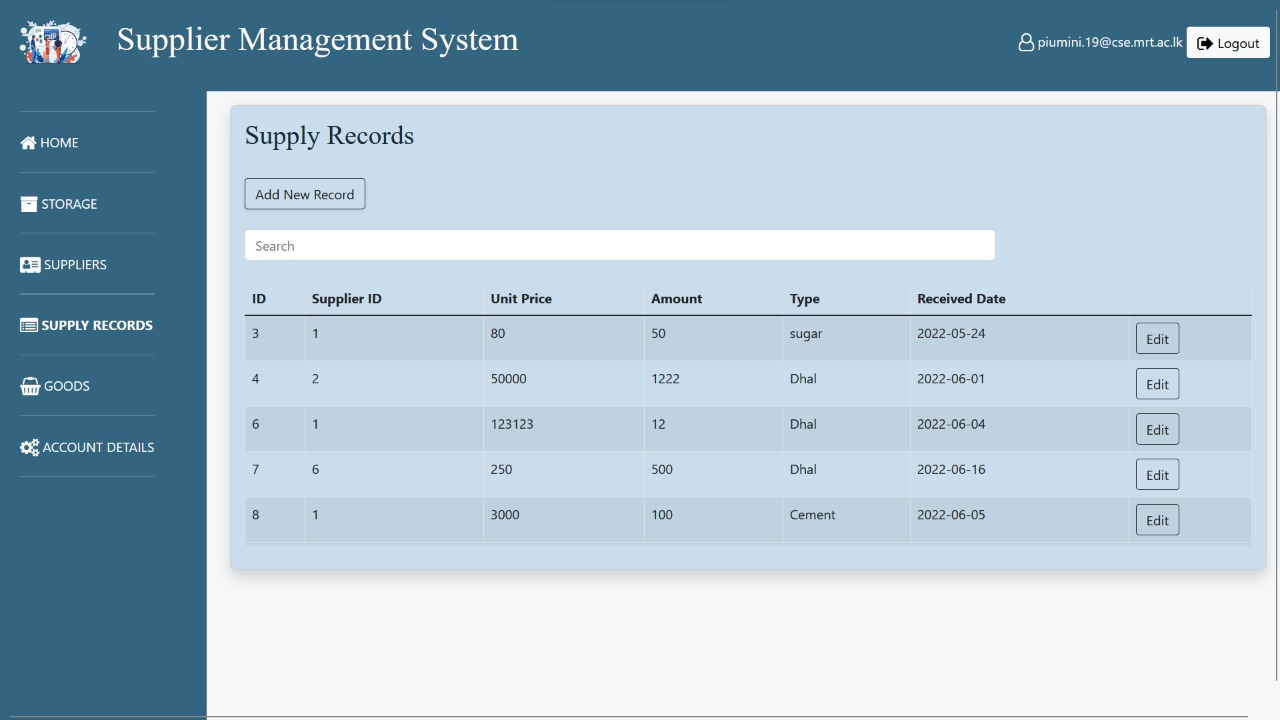 Supplier Management System
piumini.19@cse.mrt.ac.lk Logout
HOME
STORAGE
SUPPLIERS
SUPPLY RECORDS
GOODS
ACCOUNT DETAILS
Supply Records
Add New Record
Search
ID Supplier ID Unit Price Amount Type Received Date
3 1 80 50 sugar 2022-05-24 Edit
4 2 50000 1222 Dhal 2022-06-01 Edit
6 1 123123 12 Dhal 2022-06-04 Edit
7 6 250 500 Dhal 2022-06-16 Edit
8 1 3000 100 Cement 2022-06-05 Edit